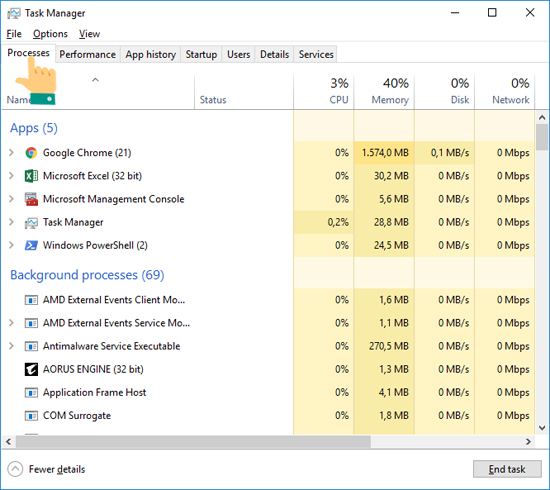 Task Manager
File Options View
Processes Performance App history Startup Users Details Services
3% 40% 0% 0%
Name Status CPU Memory Disk Network
Apps (5)
Google Chrome (21) 0% 1.574,0 MB 0,1 MB/s 0 Mbps
Microsoft Excel (32 bit) 0% 30,2 MB 0 MB/s 0 Mbps
Microsoft Management Console 0% 5,6 MB 0 MB/s 0 Mbps
Task Manager 0,2% 28,8 MB 0 MB/s 0 Mbps
Windows PowerShell (2) 0% 24,5 MB 0 MB/s 0 Mbps
Background processes (69)
AMD External Events Client Mo... 0% 1,6 MB 0 MB/s 0 Mbps
AMD External Events Service Mo... 0% 1,1 MB 0 MB/s 0 Mbps
Antimalware Service Executable 0% 270,5 MB 0 MB/s 0 Mbps
AORUS ENGINE (32 bit) 0% 1,3 MB 0 MB/s 0 Mbps
Application Frame Host 0% 4,1 MB 0 MB/s 0 Mbps
COM Surrogate 0% 1,8 MB 0 MB/s 0 Mbps
Fewer details End task